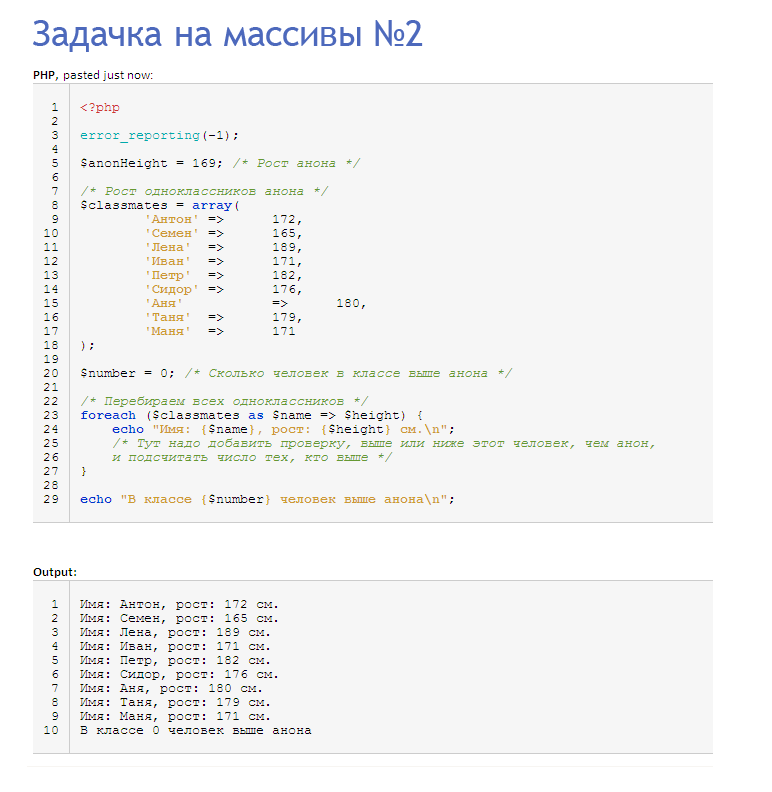 Задачка на массивы №2
PHP, pasted just now:
1 <?php
2
3 error_reporting(-1);
4
5 $anonHeight = 169; /* Рост анона */
6
7 /* Рост одноклассников анона */
8 $classmates = array(
9 'Антон' => 172,
10 'Семен' => 165,
11 'Лена' => 189,
12 'Иван' => 171,
13 'Петр' => 182,
14 'Сидор' => 176,
15 'Аня' => 180,
16 'Таня' => 179,
17 'Маня' => 171
18 );
19
20 $number = 0; /* Сколько человек в классе выше анона */
21
22 /* Перебираем всех одноклассников */
23 foreach ($classmates as $name => $height) {
24 echo "Имя: {$name}, рост: {$height} см.\n";
25 /* Тут надо добавить проверку, выше или ниже этот человек, чем анон,
26 и подсчитать число тех, кто выше */
27 }
28
29 echo "В классе {$number} человек выше анона\n";
Output:
1 Имя: Антон, рост: 172 см.
2 Имя: Семен, рост: 165 см.
3 Имя: Лена, рост: 189 см.
4 Имя: Иван, рост: 171 см.
5 Имя: Петр, рост: 182 см.
6 Имя: Сидор, рост: 176 см.
7 Имя: Аня, рост: 180 см.
8 Имя: Таня, рост: 179 см.
9 Имя: Маня, рост: 171 см.
10 В классе 0 человек выше анона